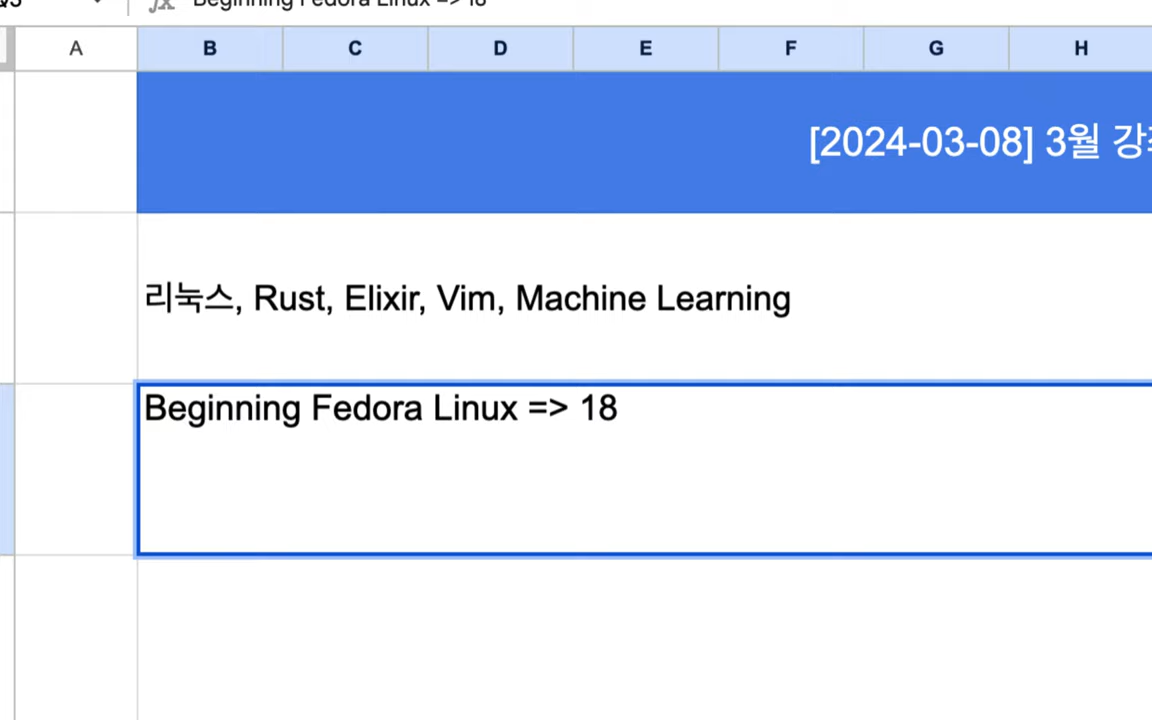 Beginning Fedora Linux => 18
A B C D E F G H
[2024-03-08] 3월
리눅스, Rust, Elixir, Vim, Machine Learning
Beginning Fedora Linux => 18